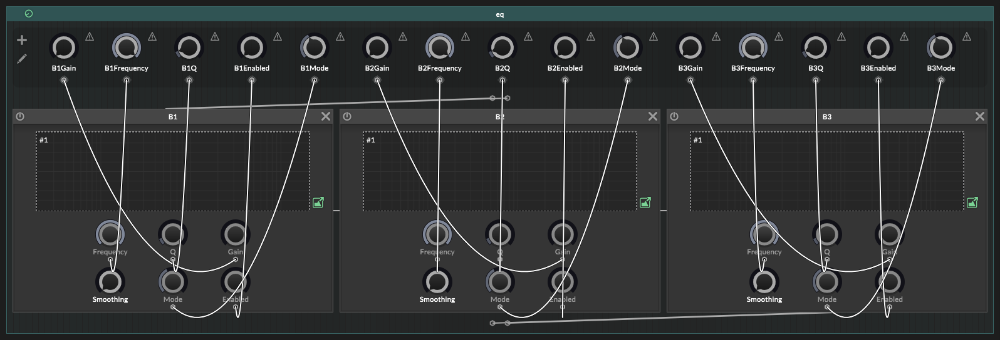 eq
B1Gain B1Frequency B1Q B1Enabled B1Mode B2Gain B2Frequency B2Q B2Enabled B2Mode B3Gain B3Frequency B3Q B3Enabled B3Mode
B1 B2 B3
#1 #1 #1
Frequency Q Gain Frequency Q Gain Frequency Q Gain
Smoothing Mode Enabled Smoothing Mode Enabled Smoothing Mode Enabled